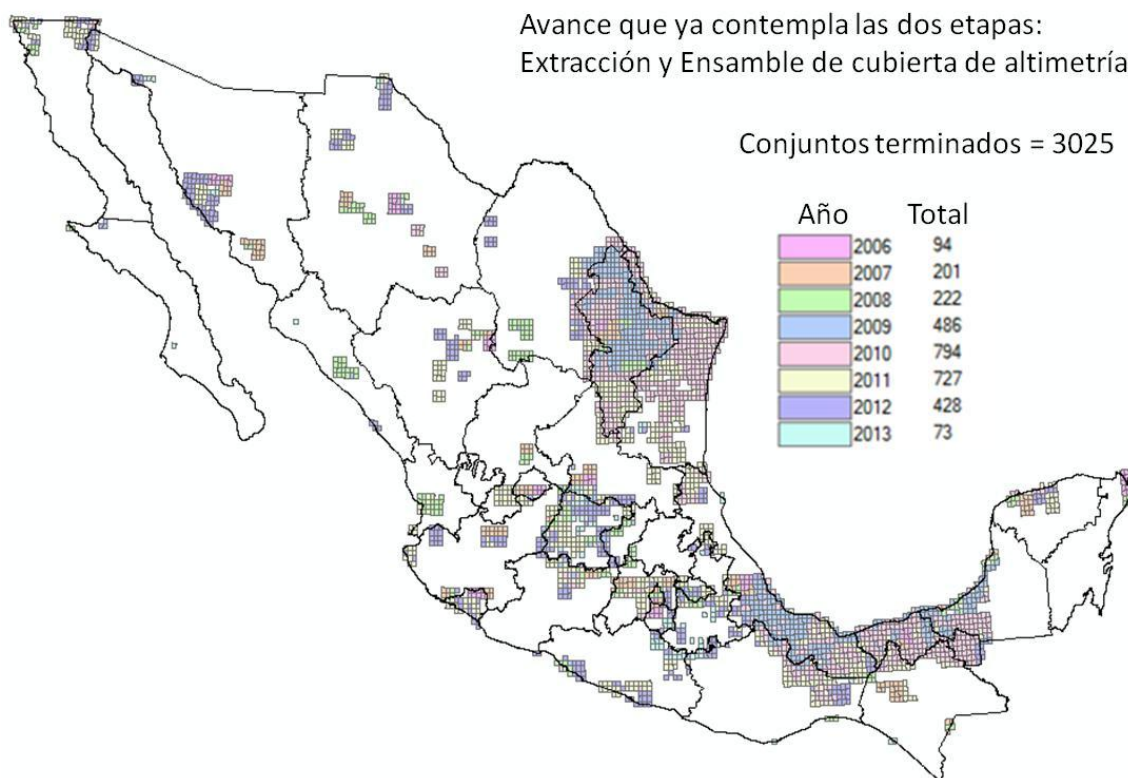 Avance que ya contempla las dos etapas:
Extracción y Ensamble de cubierta de altimetría
Conjuntos terminados = 3025
Año Total
2006 94
2007 201
2008 222
2009 486
2010 794
2011 727
2012 428
2013 73